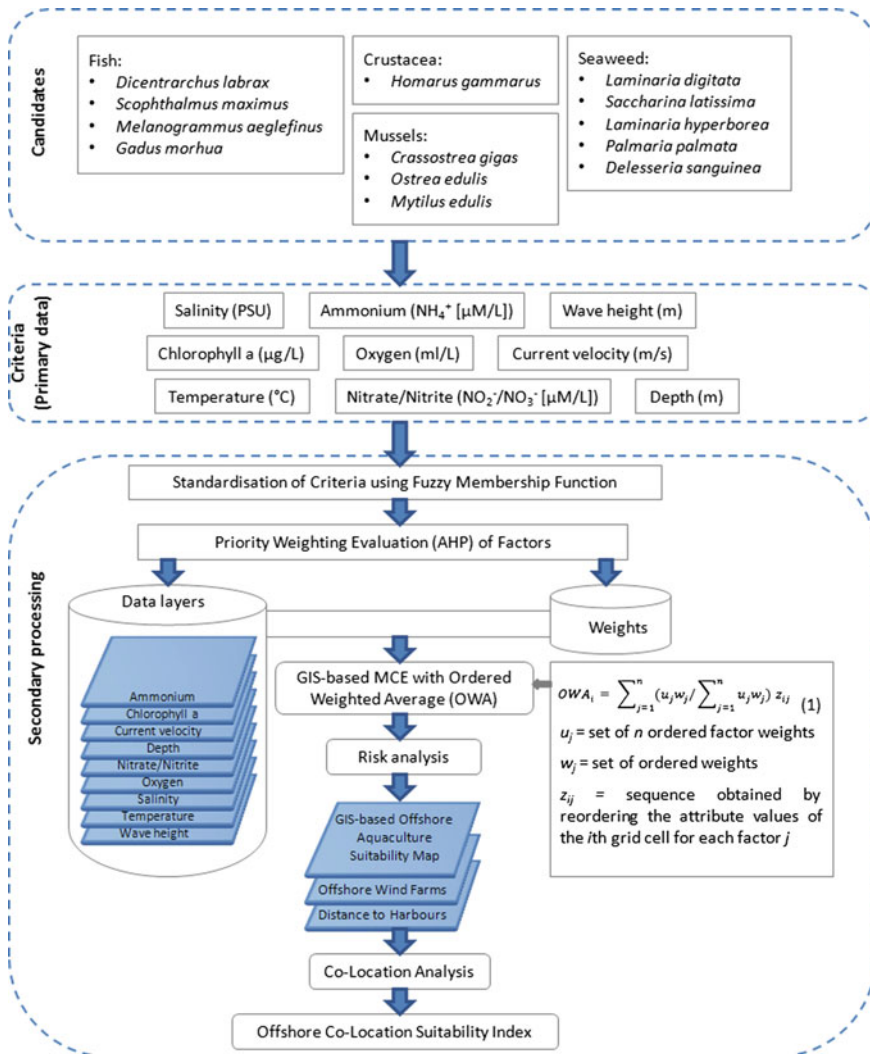 Candidates
Fish:
• Dicentrarchus labrax
• Scophthalmus maximus
• Melanogrammus aeglefinus
• Gadus morhua
Crustacea:
• Homarus gammarus
Mussels:
• Crassostrea gigas
• Ostrea edulis
• Mytilus edulis
Seaweed:
• Laminaria digitata
• Saccharina latissima
• Laminaria hyperborea
• Palmaria palmata
• Delesseria sanguinea
Criteria
(Primary data)
Salinity (PSU)
Ammonium (NH₄⁺ [µM/L])
Wave height (m)
Chlorophyll a (µg/L)
Oxygen (ml/L)
Current velocity (m/s)
Temperature (°C)
Nitrate/Nitrite (NO₂⁻/NO₃⁻ [µM/L])
Depth (m)
Secondary processing
Standardisation of Criteria using Fuzzy Membership Function
Priority Weighting Evaluation (AHP) of Factors
Data layers
Weights
Ammonium
Chlorophyll a
Current velocity
Depth
Nitrate/Nitrite
Oxygen
Salinity
Temperature
Wave height
GIS-based MCE with Ordered
Weighted Average (OWA)
OWAᵢ = ∑ⁿⱼ₌₁(uⱼwⱼ/∑ⁿⱼ₌₁ uⱼwⱼ) zᵢⱼ (1)
uⱼ = set of n ordered factor weights
wⱼ = set of ordered weights
zᵢⱼ = sequence obtained by
reordering the attribute values of
the ith grid cell for each factor j
Risk analysis
GIS-based Offshore
Aquaculture
Suitability Map
Offshore Wind Farms
Distance to Harbours
Co-Location Analysis
Offshore Co-Location Suitability Index